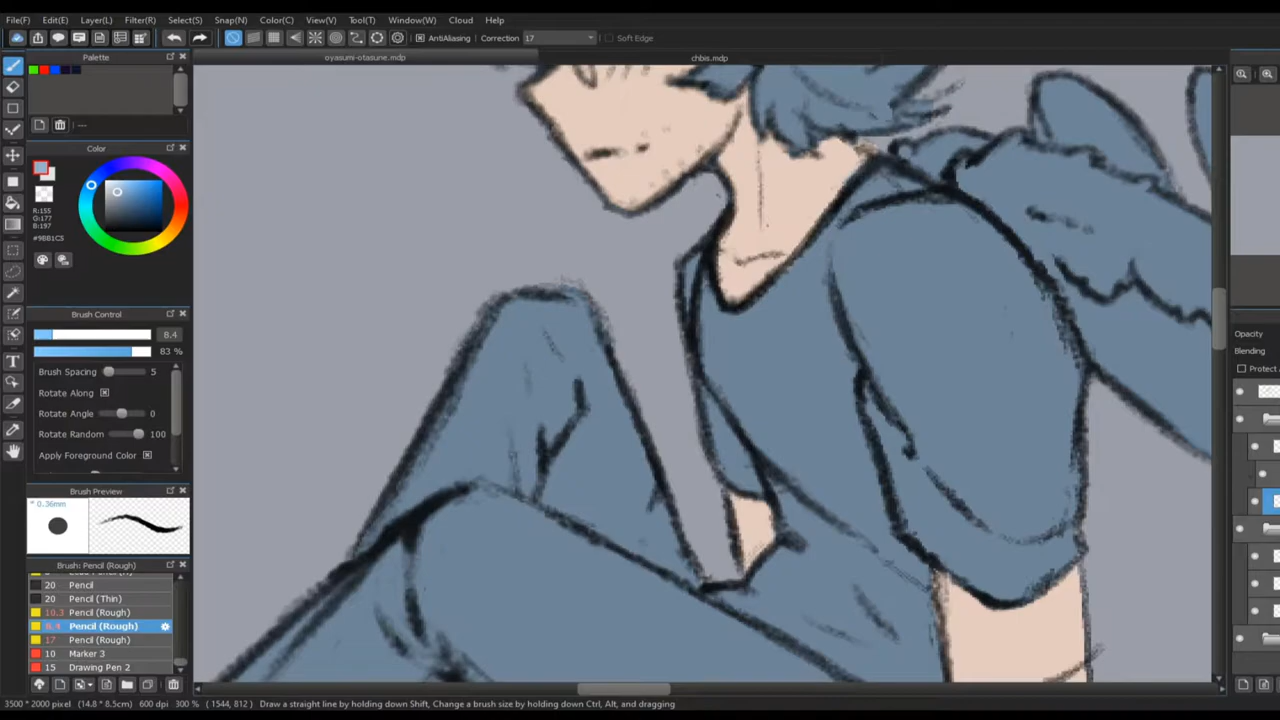 File(F) Edit(E) Layer(L) Filter(R) Select(S) Snap(N) Color(C) View(V) Tool(T) Window(W) Cloud Help
AntiAliasing Correction 17 Soft Edge
Palette
oyasumi-otasune.mdp chbis.mdp
---
Color
R:155
G:177
B:197
#9BB1C5
Brush Control
8.4
83 %
Brush Spacing 5
Rotate Along
Rotate Angle 0
Rotate Random 100
Apply Foreground Color
Brush Preview
* 0.36mm
Brush: Pencil (Rough)
20 Pencil
20 Pencil (Thin)
10.3 Pencil (Rough)
8.4 Pencil (Rough)
17 Pencil (Rough)
10 Marker 3
15 Drawing Pen 2
Opacity
Blending
Protect
3500 * 2000 pixel (14.8 * 8.5cm) 600 dpi 300 % ( 1544, 812 ) Draw a straight line by holding down Shift, Change a brush size by holding down Ctrl, Alt, and dragging